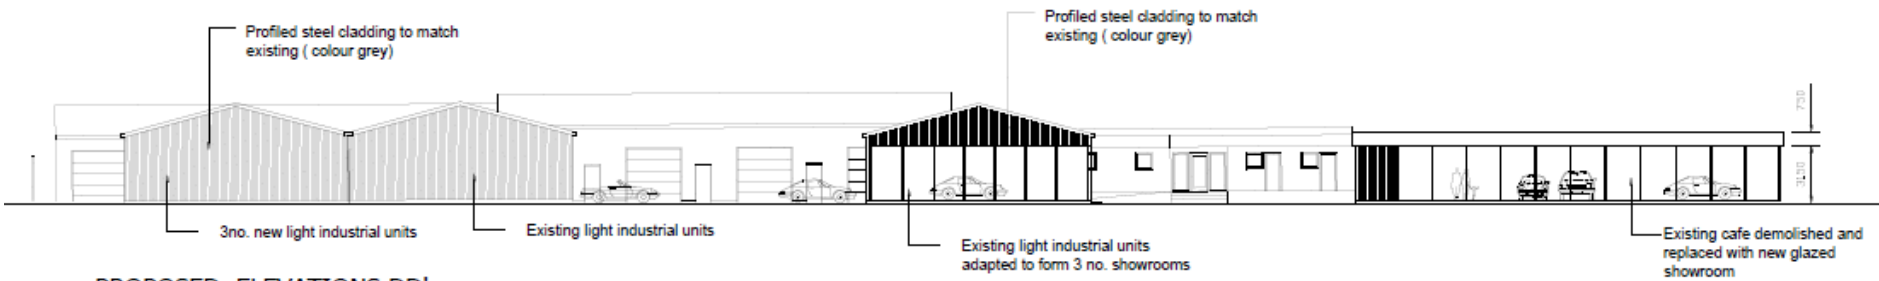 Profiled steel cladding to match
existing ( colour grey)
Profiled steel cladding to match
existing ( colour grey)
750
3no. new light industrial units
Existing light industrial units
Existing light industrial units
adapted to form 3 no. showrooms
Existing cafe demolished and
replaced with new glazed
showroom
PROPOSED ELEVATIONS